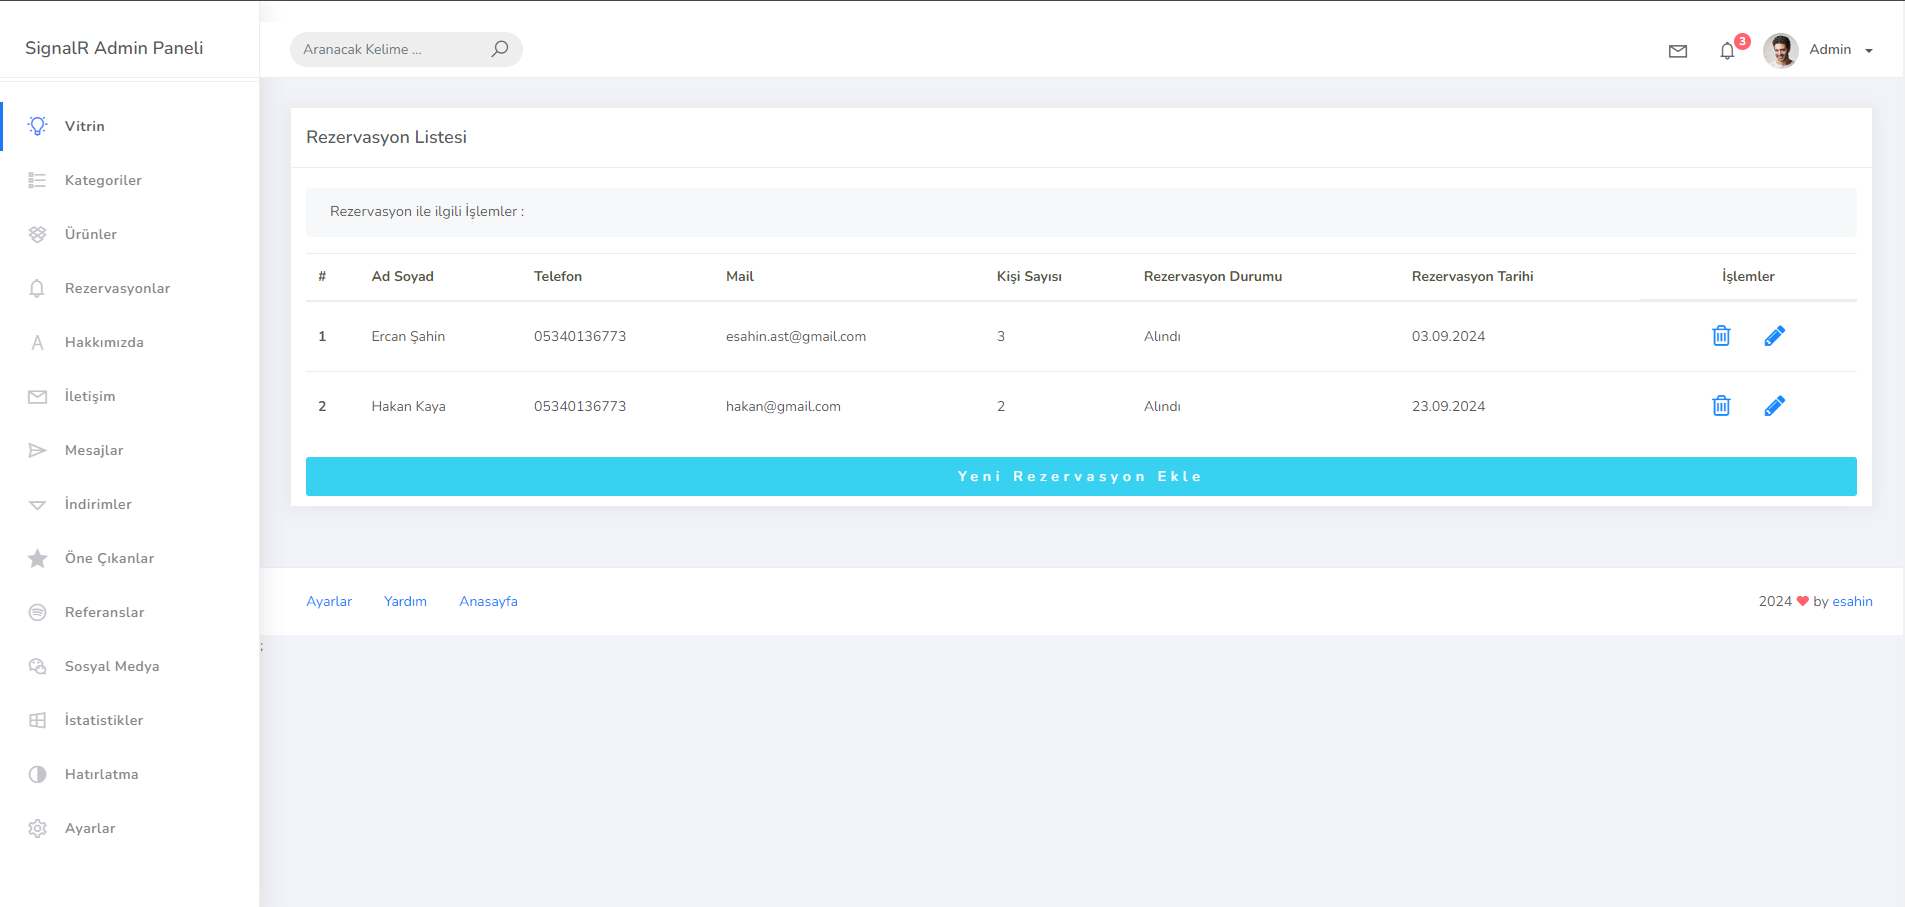 SignalR Admin Paneli
Aranacak Kelime ...
3
Admin
Vitrin
Kategoriler
Ürünler
Rezervasyonlar
Hakkımızda
İletişim
Mesajlar
İndirimler
Öne Çıkanlar
Referanslar
Sosyal Medya
İstatistikler
Hatırlatma
Ayarlar
Rezervasyon Listesi
Rezervasyon ile ilgili İşlemler :
# Ad Soyad Telefon Mail Kişi Sayısı Rezervasyon Durumu Rezervasyon Tarihi İşlemler
1 Ercan Şahin 05340136773 esahin.ast@gmail.com 3 Alındı 03.09.2024
2 Hakan Kaya 05340136773 hakan@gmail.com 2 Alındı 23.09.2024
Yeni Rezervasyon Ekle
Ayarlar Yardım Anasayfa
2024 ❤ by esahin